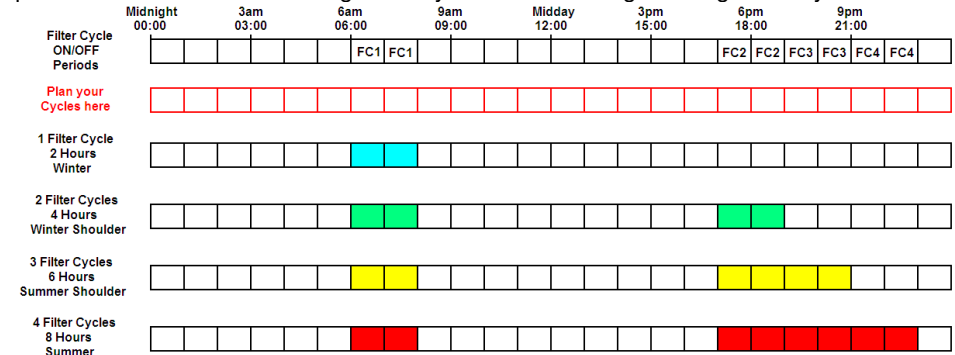 Midnight 3am 6am 9am Midday 3pm 6pm 9pm
00:00 03:00 06:00 09:00 12:00 15:00 18:00 21:00
Filter Cycle
ON/OFF
Periods
FC1 FC1 FC2 FC2 FC3 FC3 FC4 FC4
Plan your
Cycles here
1 Filter Cycle
2 Hours
Winter
2 Filter Cycles
4 Hours
Winter Shoulder
3 Filter Cycles
6 Hours
Summer Shoulder
4 Filter Cycles
8 Hours
Summer